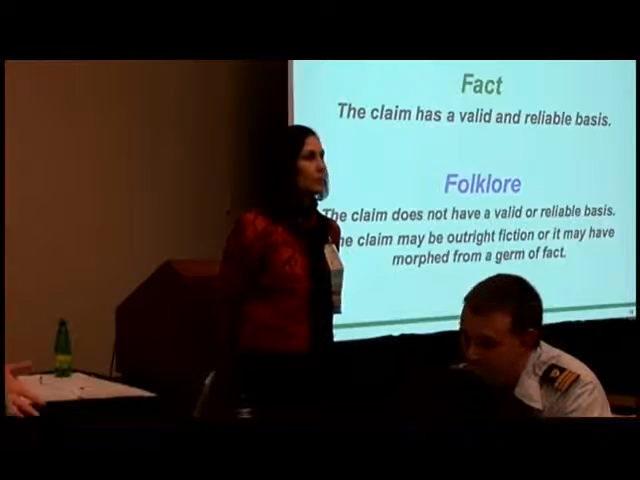 Fact
The claim has a valid and reliable basis.
Folklore
The claim does not have a valid or reliable basis.
claim may be outright fiction or it may have
morphed from a germ of fact.